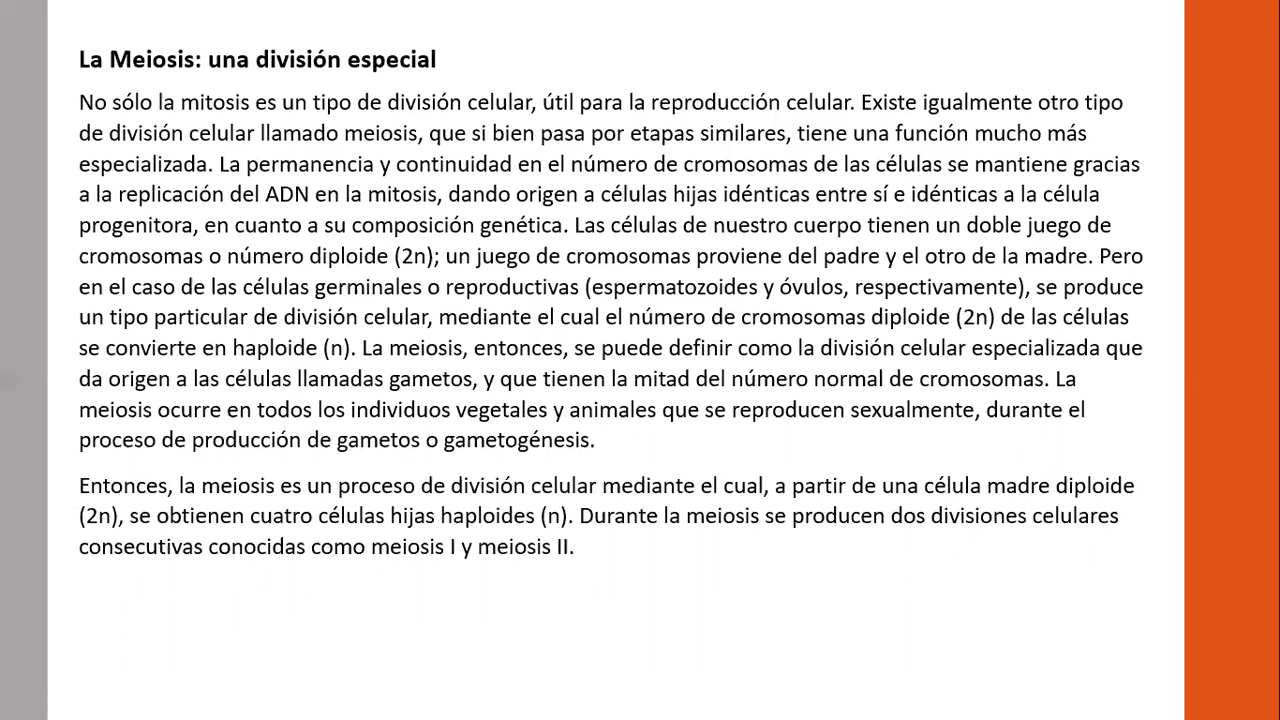 La Meiosis: una división especial
No sólo la mitosis es un tipo de división celular, útil para la reproducción celular. Existe igualmente otro tipo
de división celular llamado meiosis, que si bien pasa por etapas similares, tiene una función mucho más
especializada. La permanencia y continuidad en el número de cromosomas de las células se mantiene gracias
a la replicación del ADN en la mitosis, dando origen a células hijas idénticas entre sí e idénticas a la célula
progenitora, en cuanto a su composición genética. Las células de nuestro cuerpo tienen un doble juego de
cromosomas o número diploide (2n); un juego de cromosomas proviene del padre y el otro de la madre. Pero
en el caso de las células germinales o reproductivas (espermatozoides y óvulos, respectivamente), se produce
un tipo particular de división celular, mediante el cual el número de cromosomas diploide (2n) de las células
se convierte en haploide (n). La meiosis, entonces, se puede definir como la división celular especializada que
da origen a las células llamadas gametos, y que tienen la mitad del número normal de cromosomas. La
meiosis ocurre en todos los individuos vegetales y animales que se reproducen sexualmente, durante el
proceso de producción de gametos o gametogénesis.
Entonces, la meiosis es un proceso de división celular mediante el cual, a partir de una célula madre diploide
(2n), se obtienen cuatro células hijas haploides (n). Durante la meiosis se producen dos divisiones celulares
consecutivas conocidas como meiosis I y meiosis II.